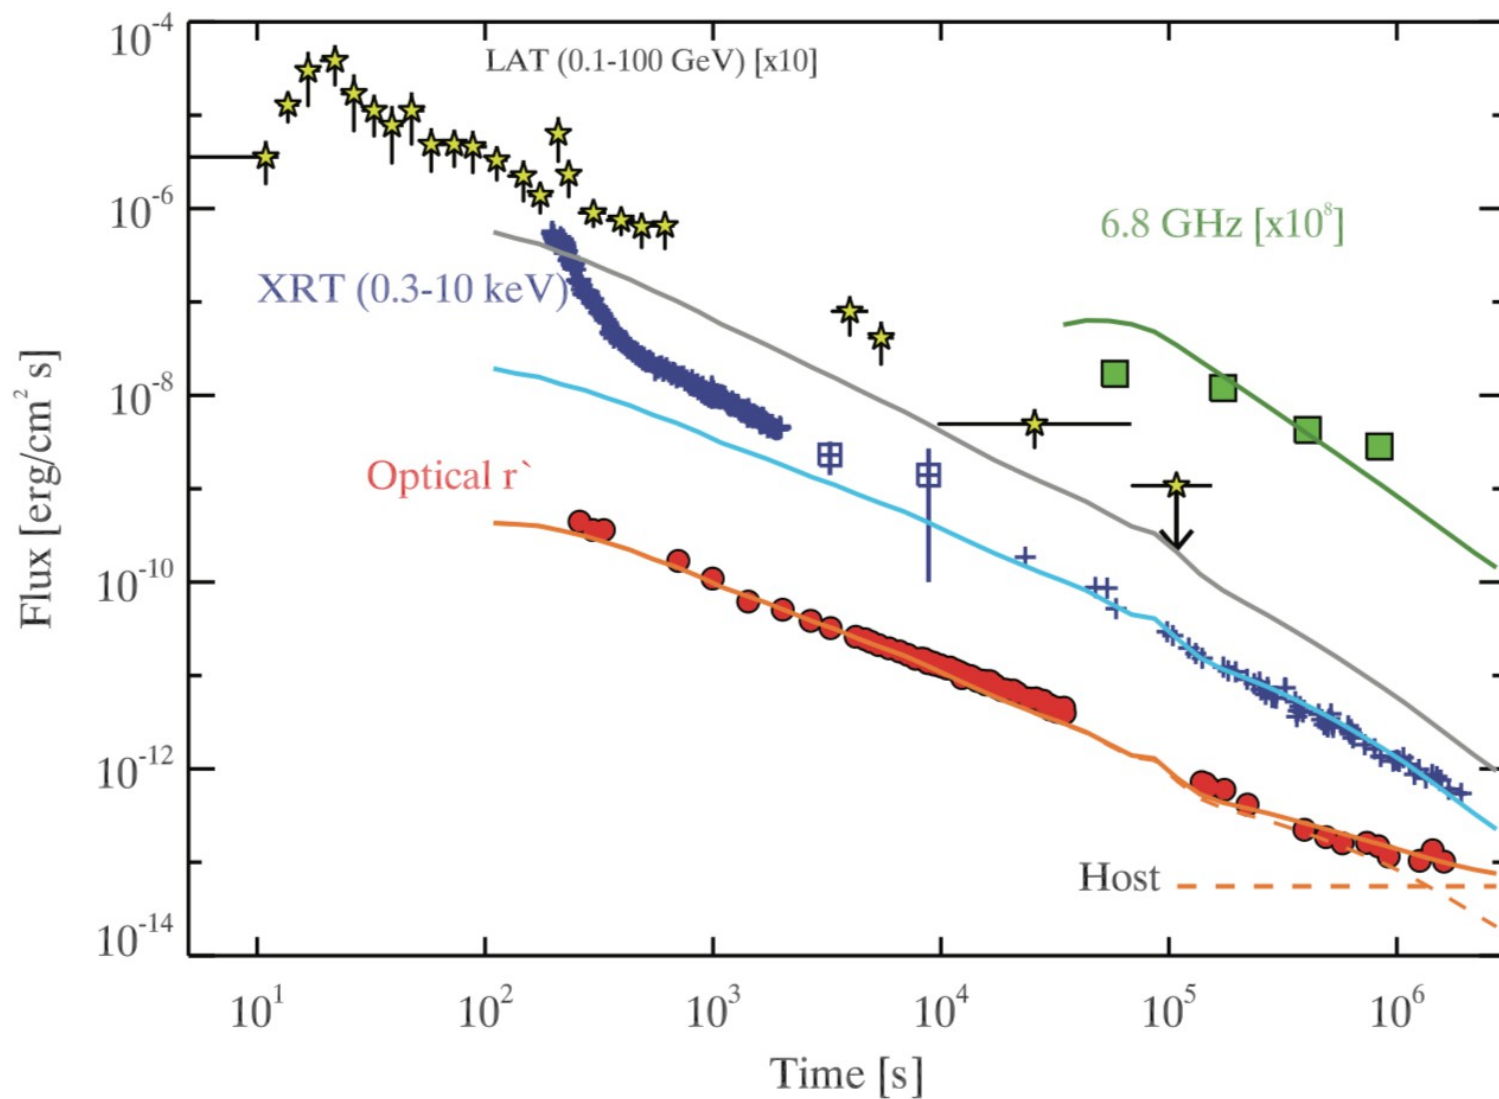 LAT (0.1-100 GeV) [x10]
6.8 GHz [x10⁸]
XRT (0.3-10 keV)
Optical r`
Host
Flux [erg/cm² s]
10⁻⁴
10⁻⁶
10⁻⁸
10⁻¹⁰
10⁻¹²
10⁻¹⁴
10¹ 10² 10³ 10⁴ 10⁵ 10⁶
Time [s]